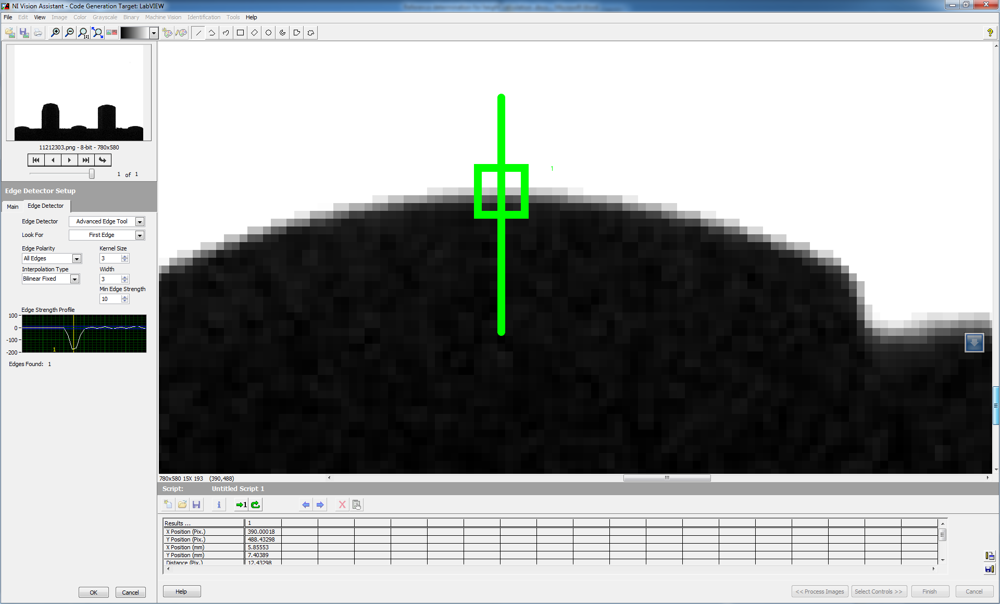 NI Vision Assistant - Code Generation Target: LabVIEW
File Edit View Image Color Grayscale Binary Machine Vision Identification Tools Help
1:1
?
11212303.png - 8-bit - 780x580
1 of 1
Edge Detector Setup
Main Edge Detector
Edge Detector Advanced Edge Tool
Look For First Edge
Edge Polarity Kernel Size
All Edges 3
Interpolation Type Width
Bilinear Fixed 3
Min Edge Strength
10
Edge Strength Profile
100
0
-100
-200
1
Edges Found: 1
OK Cancel
1
780x580 15X 193 (390,488)
Script: Untitled Script 1
1
Results ... 1
X Position (Pix.) 390.00018
Y Position (Pix.) 488.43298
X Position (mm) 5.85553
Y Position (mm) 7.40389
Distance (Pix.) 12.43298
Help << Process Images Select Controls >> Finish Cancel